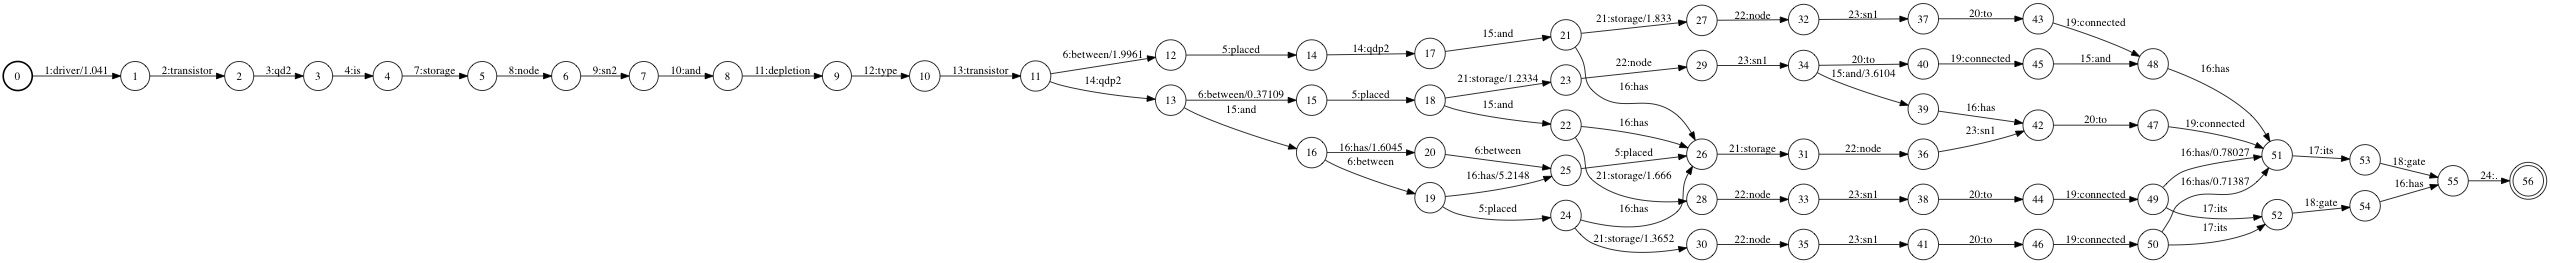 0 1:driver/1.041 1 2:transistor 2 3:qd2 3 4:is 4 7:storage 5 8:node 6 9:sn2 7 10:and 8 11:depletion 9 12:type 10 13:transistor 11
6:between/1.9961 12 5:placed 14 14:qdp2 17 15:and 21 21:storage/1.833 27 22:node 32 23:sn1 37 20:to 43 19:connected 48 16:has 51
16:has
14:qdp2 13 6:between/0.37109 15 5:placed 18 21:storage/1.2334 23 22:node 29 23:sn1 34 20:to 40 19:connected 45 15:and
15:and/3.6104 39 16:has 42 20:to 47 19:connected
15:and 22 16:has 26 21:storage 31 22:node 36 23:sn1
21:storage/1.666 28 22:node 33 23:sn1 38 20:to 44 19:connected 49 16:has/0.78027
17:its 52
15:and 16 16:has/1.6045 20 6:between 25 5:placed
6:between 19 16:has/5.2148
5:placed 24 16:has
21:storage/1.3652 30 22:node 35 23:sn1 41 20:to 46 19:connected 50 16:has/0.71387
17:its
17:its 53 18:gate 55 24:. 56
18:gate 54 16:has